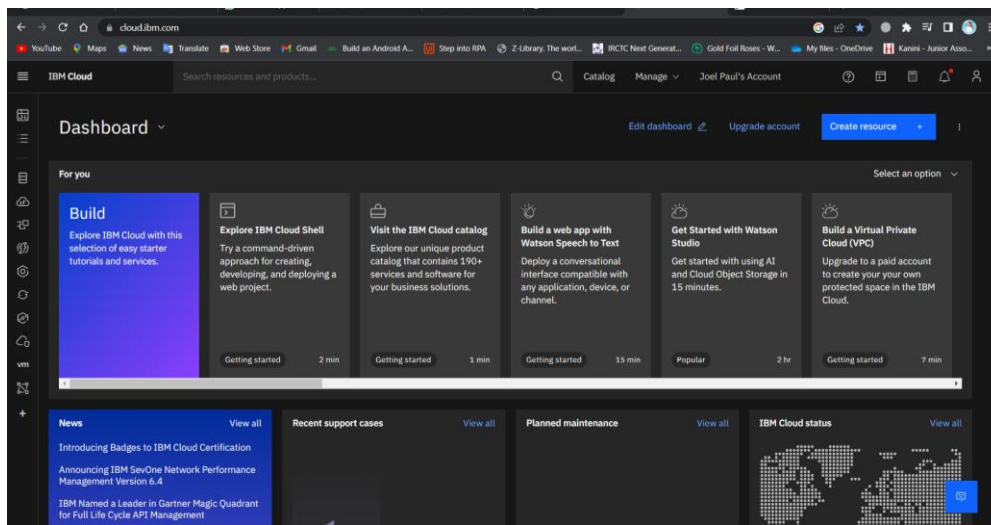 cloud.ibm.com
YouTube Maps News Translate Web Store Gmail Build an Android A... Step into RPA Z-Library. The worl... IRCTC Next Generat... Gold Foil Roses - W... My files - OneDrive Kanini - Junior Asso...
IBM Cloud Search resources and products... Catalog Manage Joel Paul's Account
Dashboard Edit dashboard Upgrade account Create resource +
For you Select an option
Build
Explore IBM Cloud with this
selection of easy starter
tutorials and services.
Explore IBM Cloud Shell
Try a command-driven
approach for creating,
developing, and deploying a
web project.
Getting started 2 min
Visit the IBM Cloud catalog
Explore our unique product
catalog that contains 190+
services and software for
your business solutions.
Getting started 1 min
Build a web app with
Watson Speech to Text
Deploy a conversational
interface compatible with
any application, device, or
channel.
Getting started 15 min
Get Started with Watson
Studio
Get started with using AI
and Cloud Object Storage in
15 minutes.
Popular 2 hr
Build a Virtual Private
Cloud (VPC)
Upgrade to a paid account
to create your your own
protected space in the IBM
Cloud.
Getting started 7 min
vm
News View all
Introducing Badges to IBM Cloud Certification
Announcing IBM SevOne Network Performance
Management Version 6.4
IBM Named a Leader in Gartner Magic Quadrant
for Full Life Cycle API Management
Recent support cases View all
Planned maintenance View all
IBM Cloud status View all